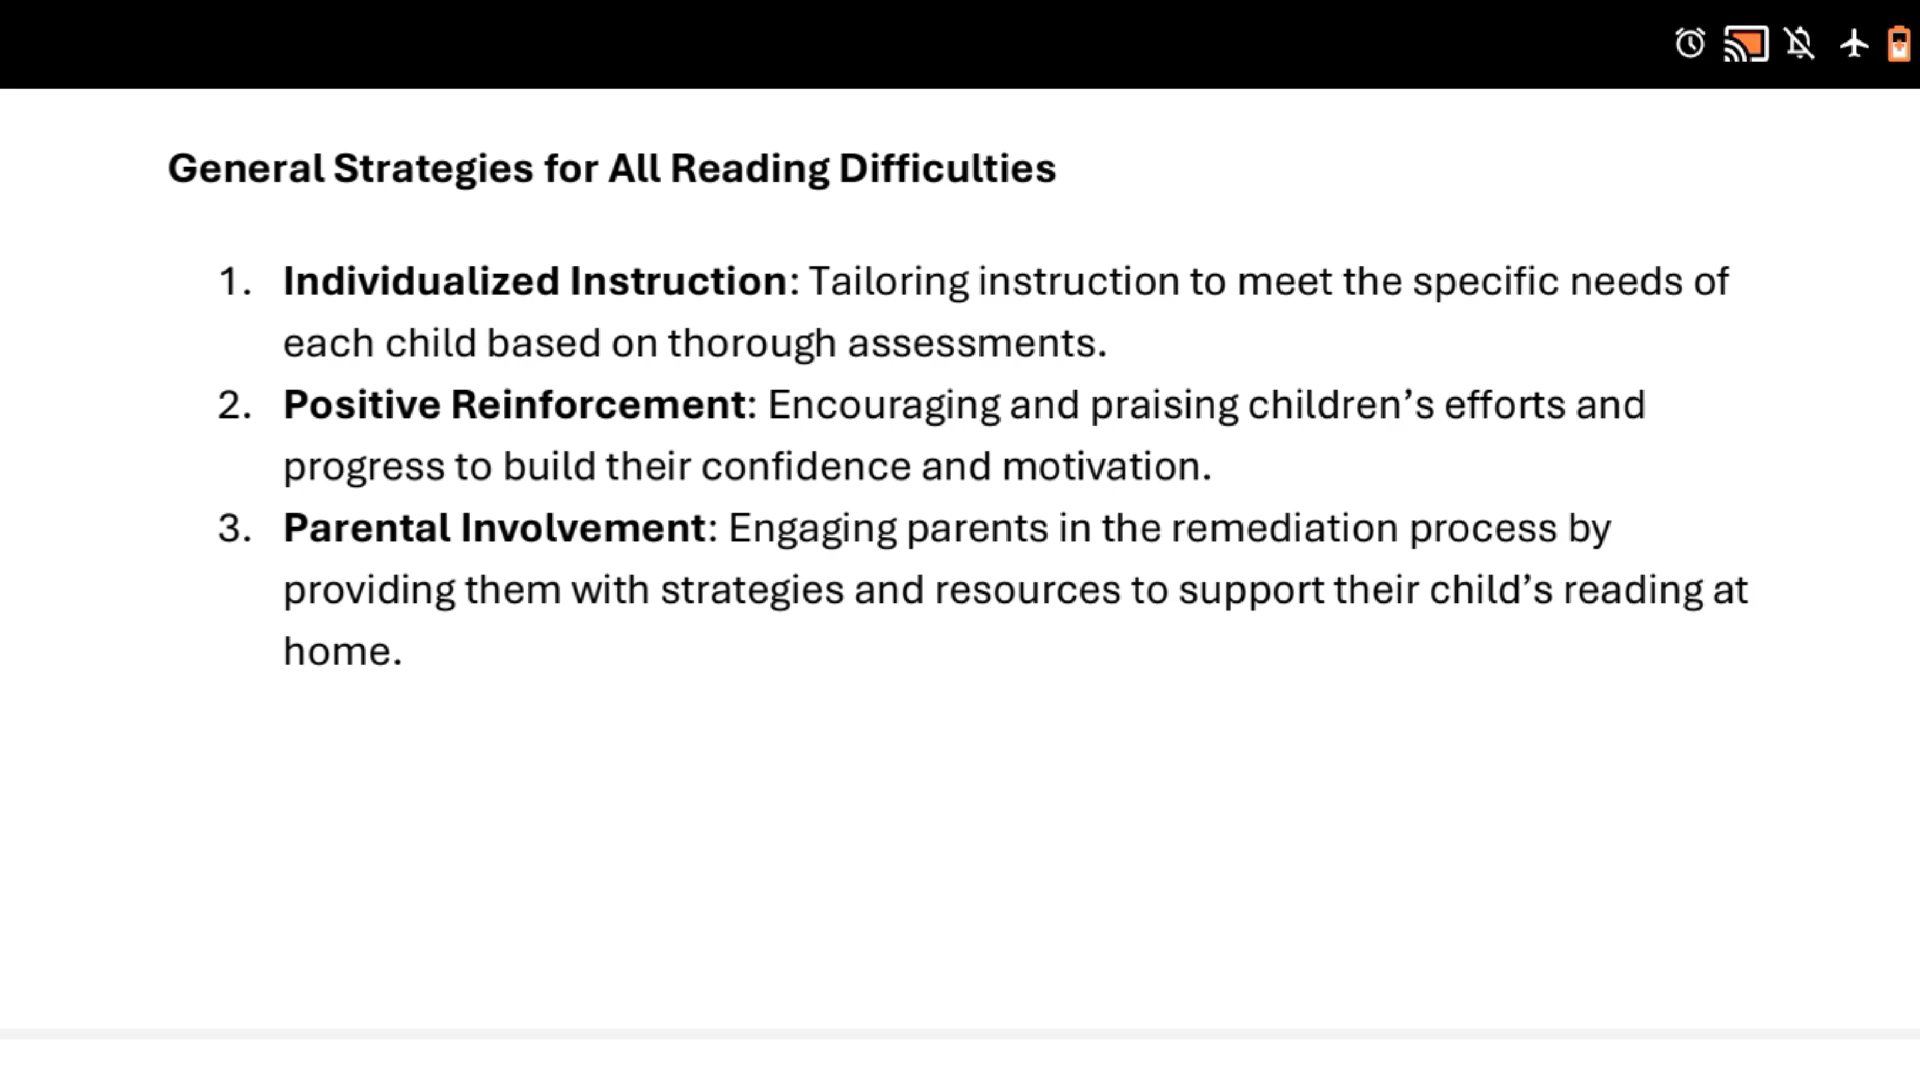 General Strategies for All Reading Difficulties
1. Individualized Instruction: Tailoring instruction to meet the specific needs of
each child based on thorough assessments.
2. Positive Reinforcement: Encouraging and praising children’s efforts and
progress to build their confidence and motivation.
3. Parental Involvement: Engaging parents in the remediation process by
providing them with strategies and resources to support their child’s reading at
home.